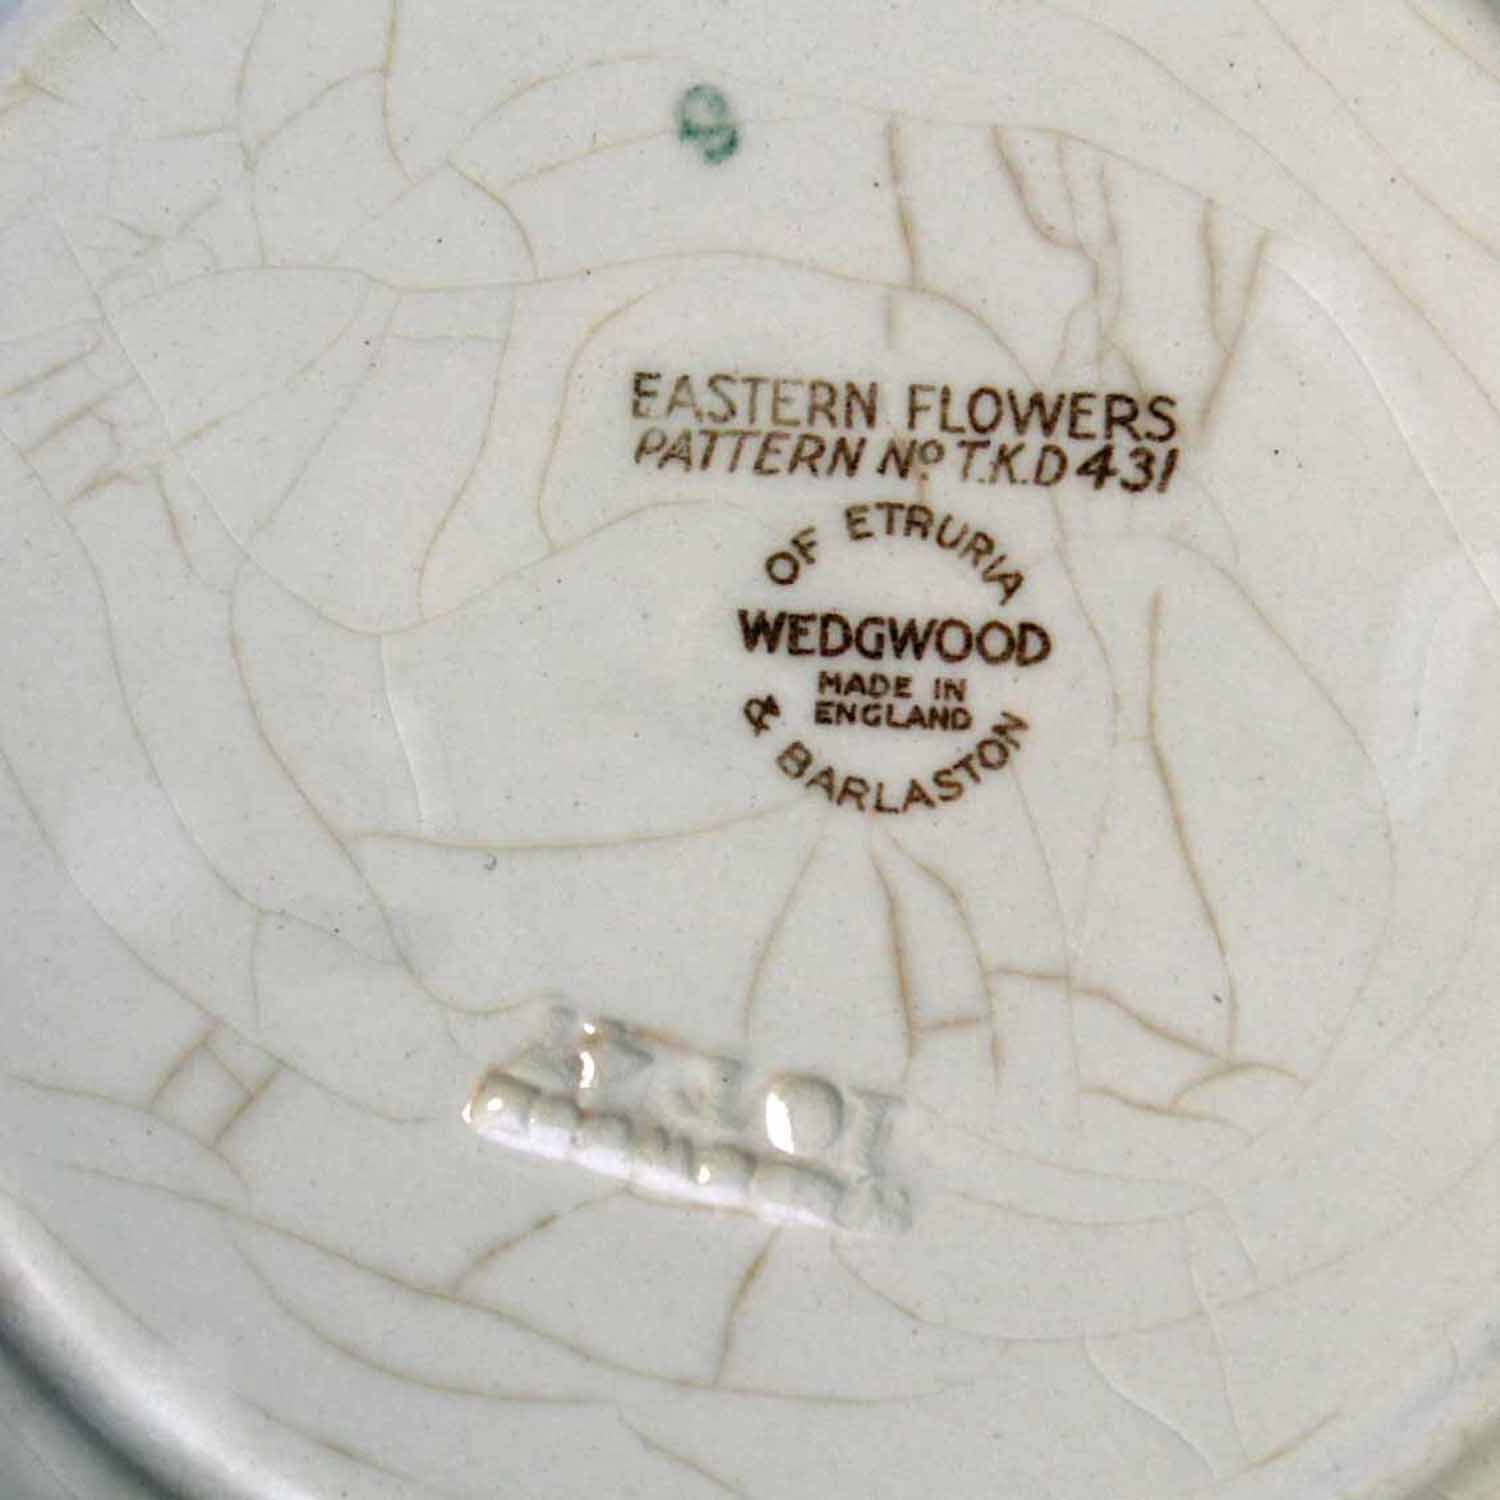 EASTERN FLOWERS
PATTERN Nº T.K.D 431
OF ETRURIA
WEDGWOOD
MADE IN
ENGLAND
& BARLASTON